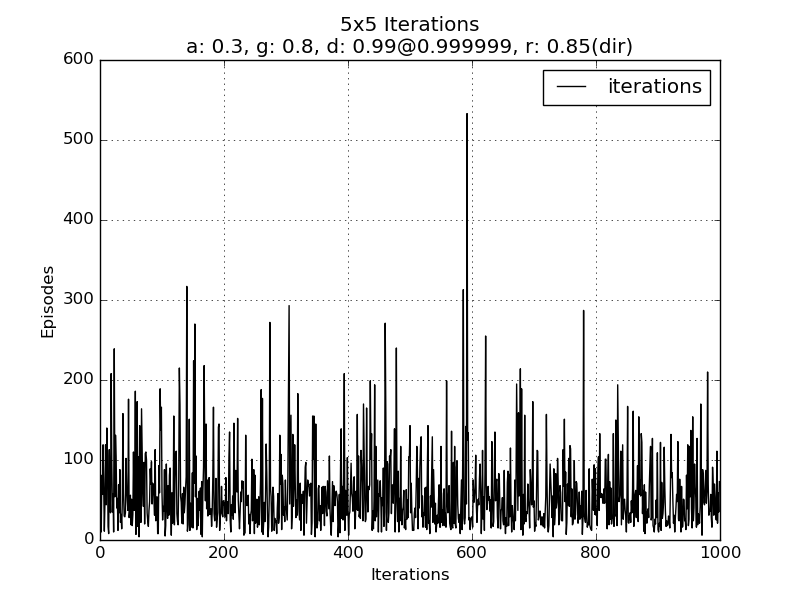 5x5 Iterations
a: 0.3, g: 0.8, d: 0.99@0.999999, r: 0.85(dir)
iterations
Episodes
600
500
400
300
200
100
0
0 200 400 600 800 1000
Iterations